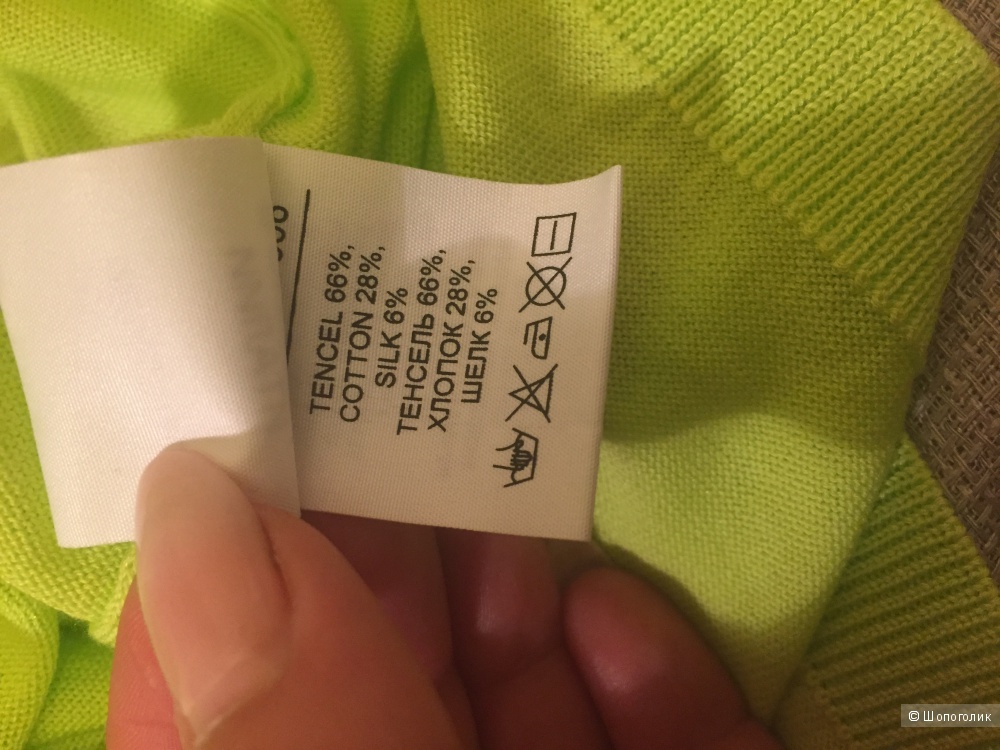 TENCEL 66%,
COTTON 28%,
SILK 6%
ТЕНСЕЛЬ 66%,
ХЛОПОК 28%,
ШЕЛК 6%
© Шопоголик